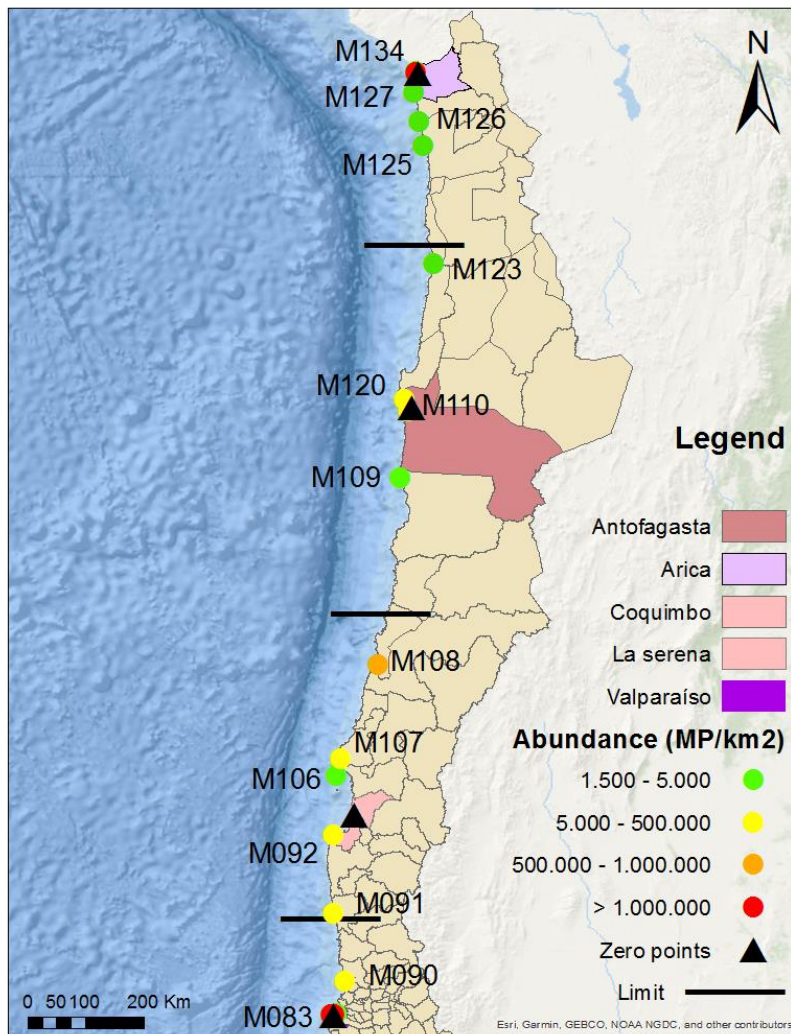 M134
N
M127
M126
M125
M123
M120
M110
Legend
M109
Antofagasta
Arica
Coquimbo
La serena
M108
Valparaíso
Abundance (MP/km2)
M107
M106
1.500 - 5.000
5.000 - 500.000
M092
500.000 - 1.000.000
M091
> 1.000.000
Zero points
M090
Limit
0 50 100 200 Km
M083
Esri, Garmin, GEBCO, NOAA NGDC, and other contributors